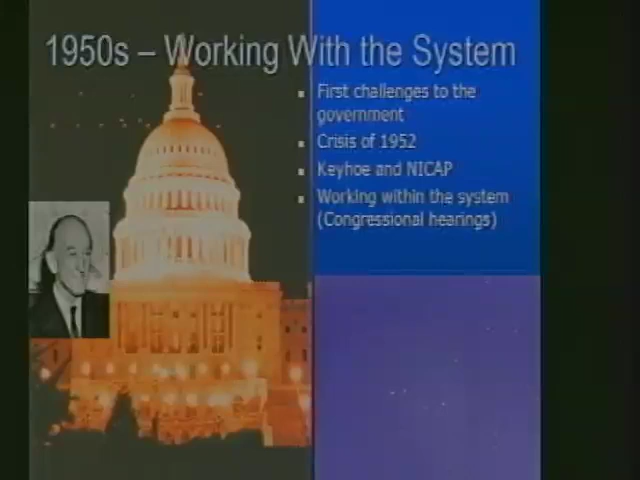 1950s – Working With the System
First challenges to the
government
Crisis of 1952
Keyhoe and NICAP
Working within the system
(Congressional hearings)